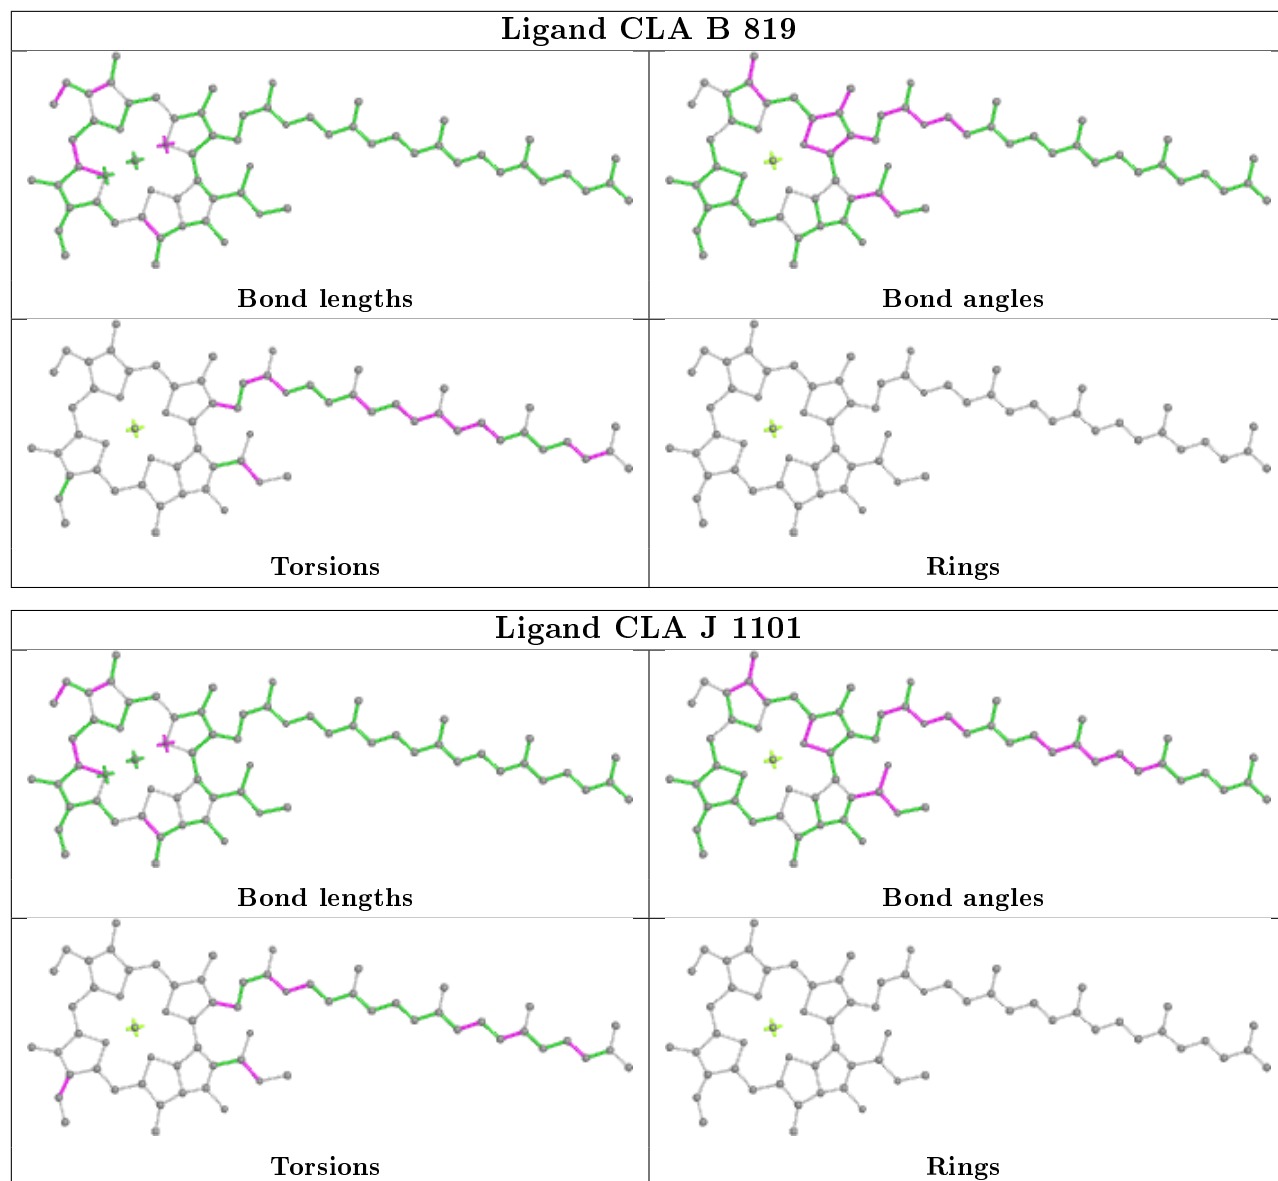 Ligand CLA B 819
Bond lengths
Bond angles
Torsions
Rings
Ligand CLA J 1101
Bond lengths
Bond angles
Torsions
Rings